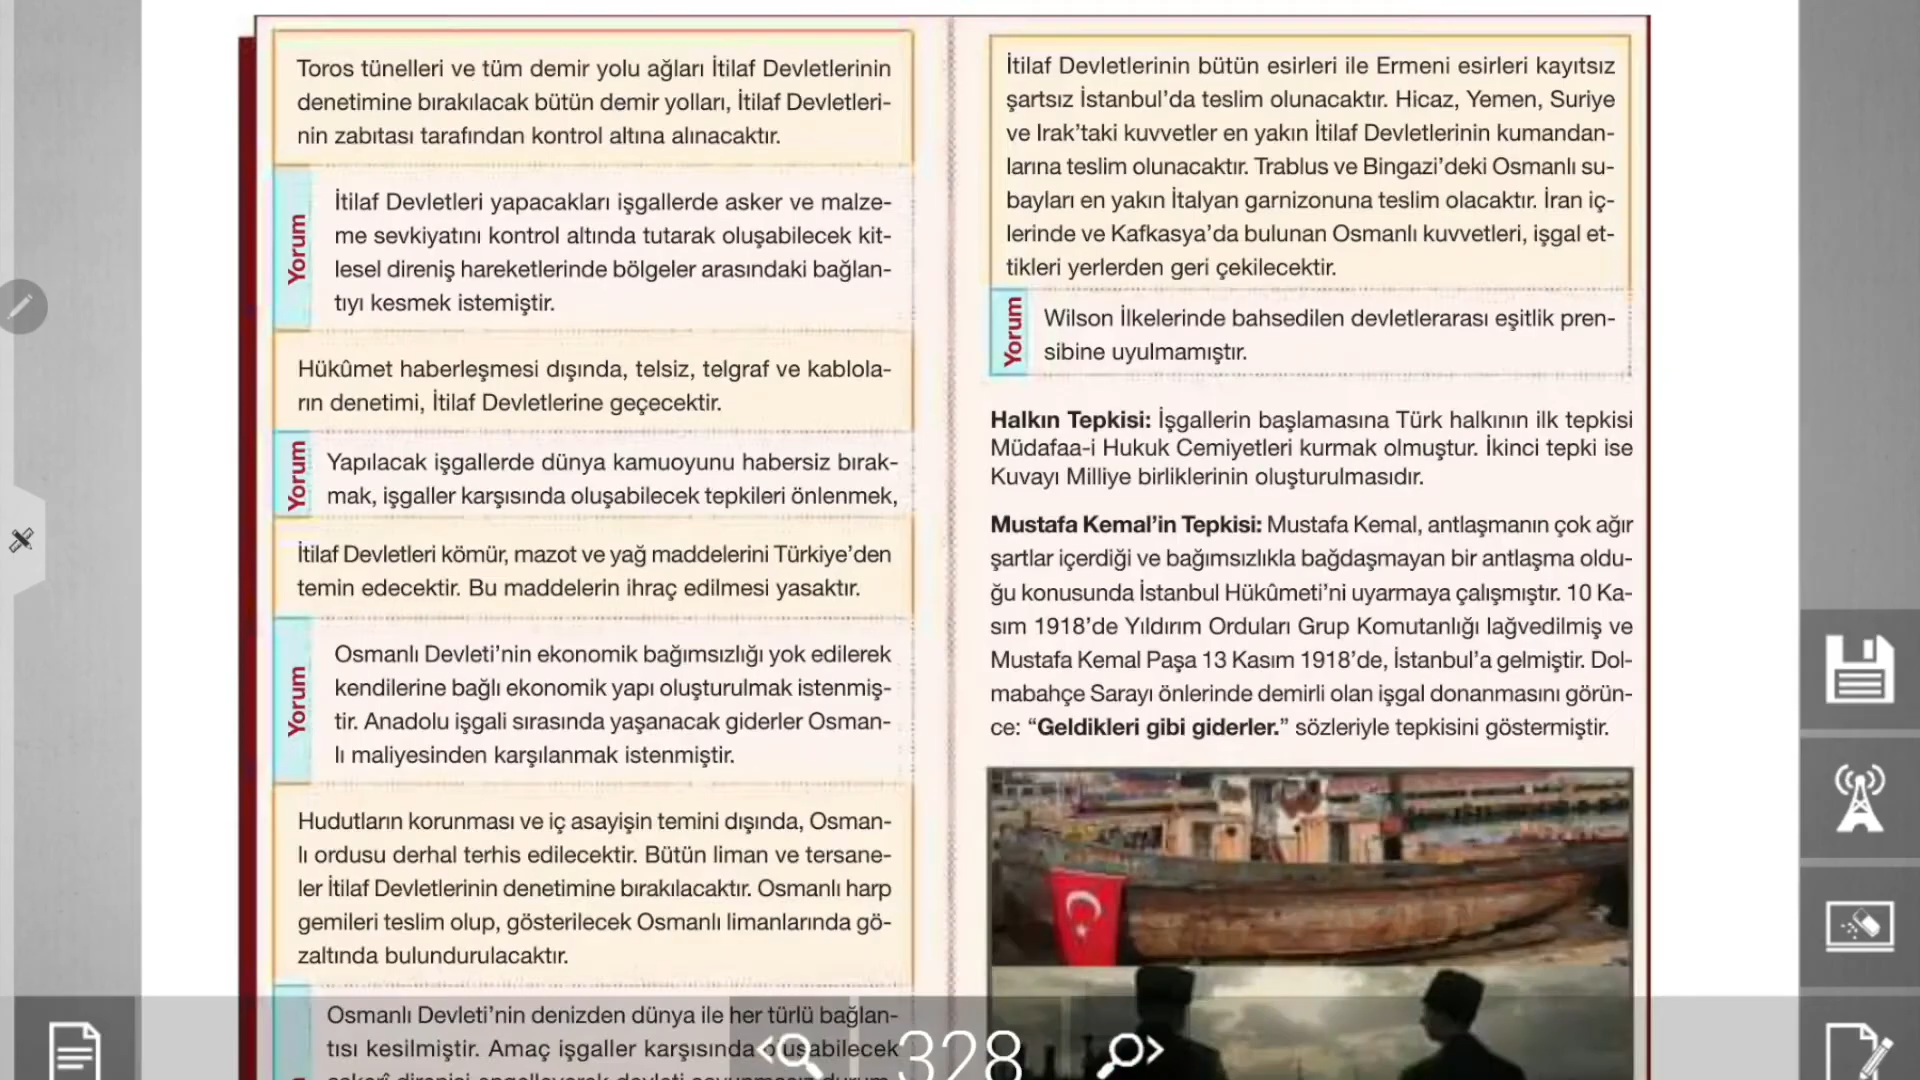 Toros tünelleri ve tüm demir yolu ağları İtilaf Devletlerinin
denetimine bırakılacak bütün demir yolları, İtilaf Devletleri-
nin zabıtası tarafından kontrol altına alınacaktır.
Yorum
İtilaf Devletleri yapacakları işgallerde asker ve malze-
me sevkiyatını kontrol altında tutarak oluşabilecek kit-
lesel direniş hareketlerinde bölgeler arasındaki bağlan-
tıyı kesmek istemiştir.
Hükûmet haberleşmesi dışında, telsiz, telgraf ve kablola-
rın denetimi, İtilaf Devletlerine geçecektir.
Yorum
Yapılacak işgallerde dünya kamuoyunu habersiz bırak-
mak, işgaller karşısında oluşabilecek tepkileri önlenmek,
İtilaf Devletleri kömür, mazot ve yağ maddelerini Türkiye’den
temin edecektir. Bu maddelerin ihraç edilmesi yasaktır.
Yorum
Osmanlı Devleti’nin ekonomik bağımsızlığı yok edilerek
kendilerine bağlı ekonomik yapı oluşturulmak istenmiş-
tir. Anadolu işgali sırasında yaşanacak giderler Osman-
lı maliyesinden karşılanmak istenmiştir.
Hudutların korunması ve iç asayişin temini dışında, Osman-
lı ordusu derhal terhis edilecektir. Bütün liman ve tersane-
ler İtilaf Devletlerinin denetimine bırakılacaktır. Osmanlı harp
gemileri teslim olup, gösterilecek Osmanlı limanlarında gö-
zaltında bulundurulacaktır.
Osmanlı Devleti’nin denizden dünya ile her türlü bağlan-
tısı kesilmiştir. Amaç işgaller karşısında oluşabilecek
İtilaf Devletlerinin bütün esirleri ile Ermeni esirleri kayıtsız
şartsız İstanbul’da teslim olunacaktır. Hicaz, Yemen, Suriye
ve Irak’taki kuvvetler en yakın İtilaf Devletlerinin kumandan-
larına teslim olunacaktır. Trablus ve Bingazi’deki Osmanlı su-
bayları en yakın İtalyan garnizonuna teslim olacaktır. İran iç-
lerinde ve Kafkasya’da bulunan Osmanlı kuvvetleri, işgal et-
tikleri yerlerden geri çekilecektir.
Yorum
Wilson İlkelerinde bahsedilen devletlerarası eşitlik pren-
sibine uyulmamıştır.
Halkın Tepkisi: İşgallerin başlamasına Türk halkının ilk tepkisi
Müdafaa-i Hukuk Cemiyetleri kurmak olmuştur. İkinci tepki ise
Kuvayı Milliye birliklerinin oluşturulmasıdır.
Mustafa Kemal’in Tepkisi: Mustafa Kemal, antlaşmanın çok ağır
şartlar içerdiği ve bağımsızlıkla bağdaşmayan bir antlaşma oldu-
ğu konusunda İstanbul Hükûmeti’ni uyarmaya çalışmıştır. 10 Ka-
sım 1918’de Yıldırım Orduları Grup Komutanlığı lağvedilmiş ve
Mustafa Kemal Paşa 13 Kasım 1918’de, İstanbul’a gelmiştir. Dol-
mabahçe Sarayı önlerinde demirli olan işgal donanmasını görün-
ce: “Geldikleri gibi giderler.” sözleriyle tepkisini göstermiştir.
328